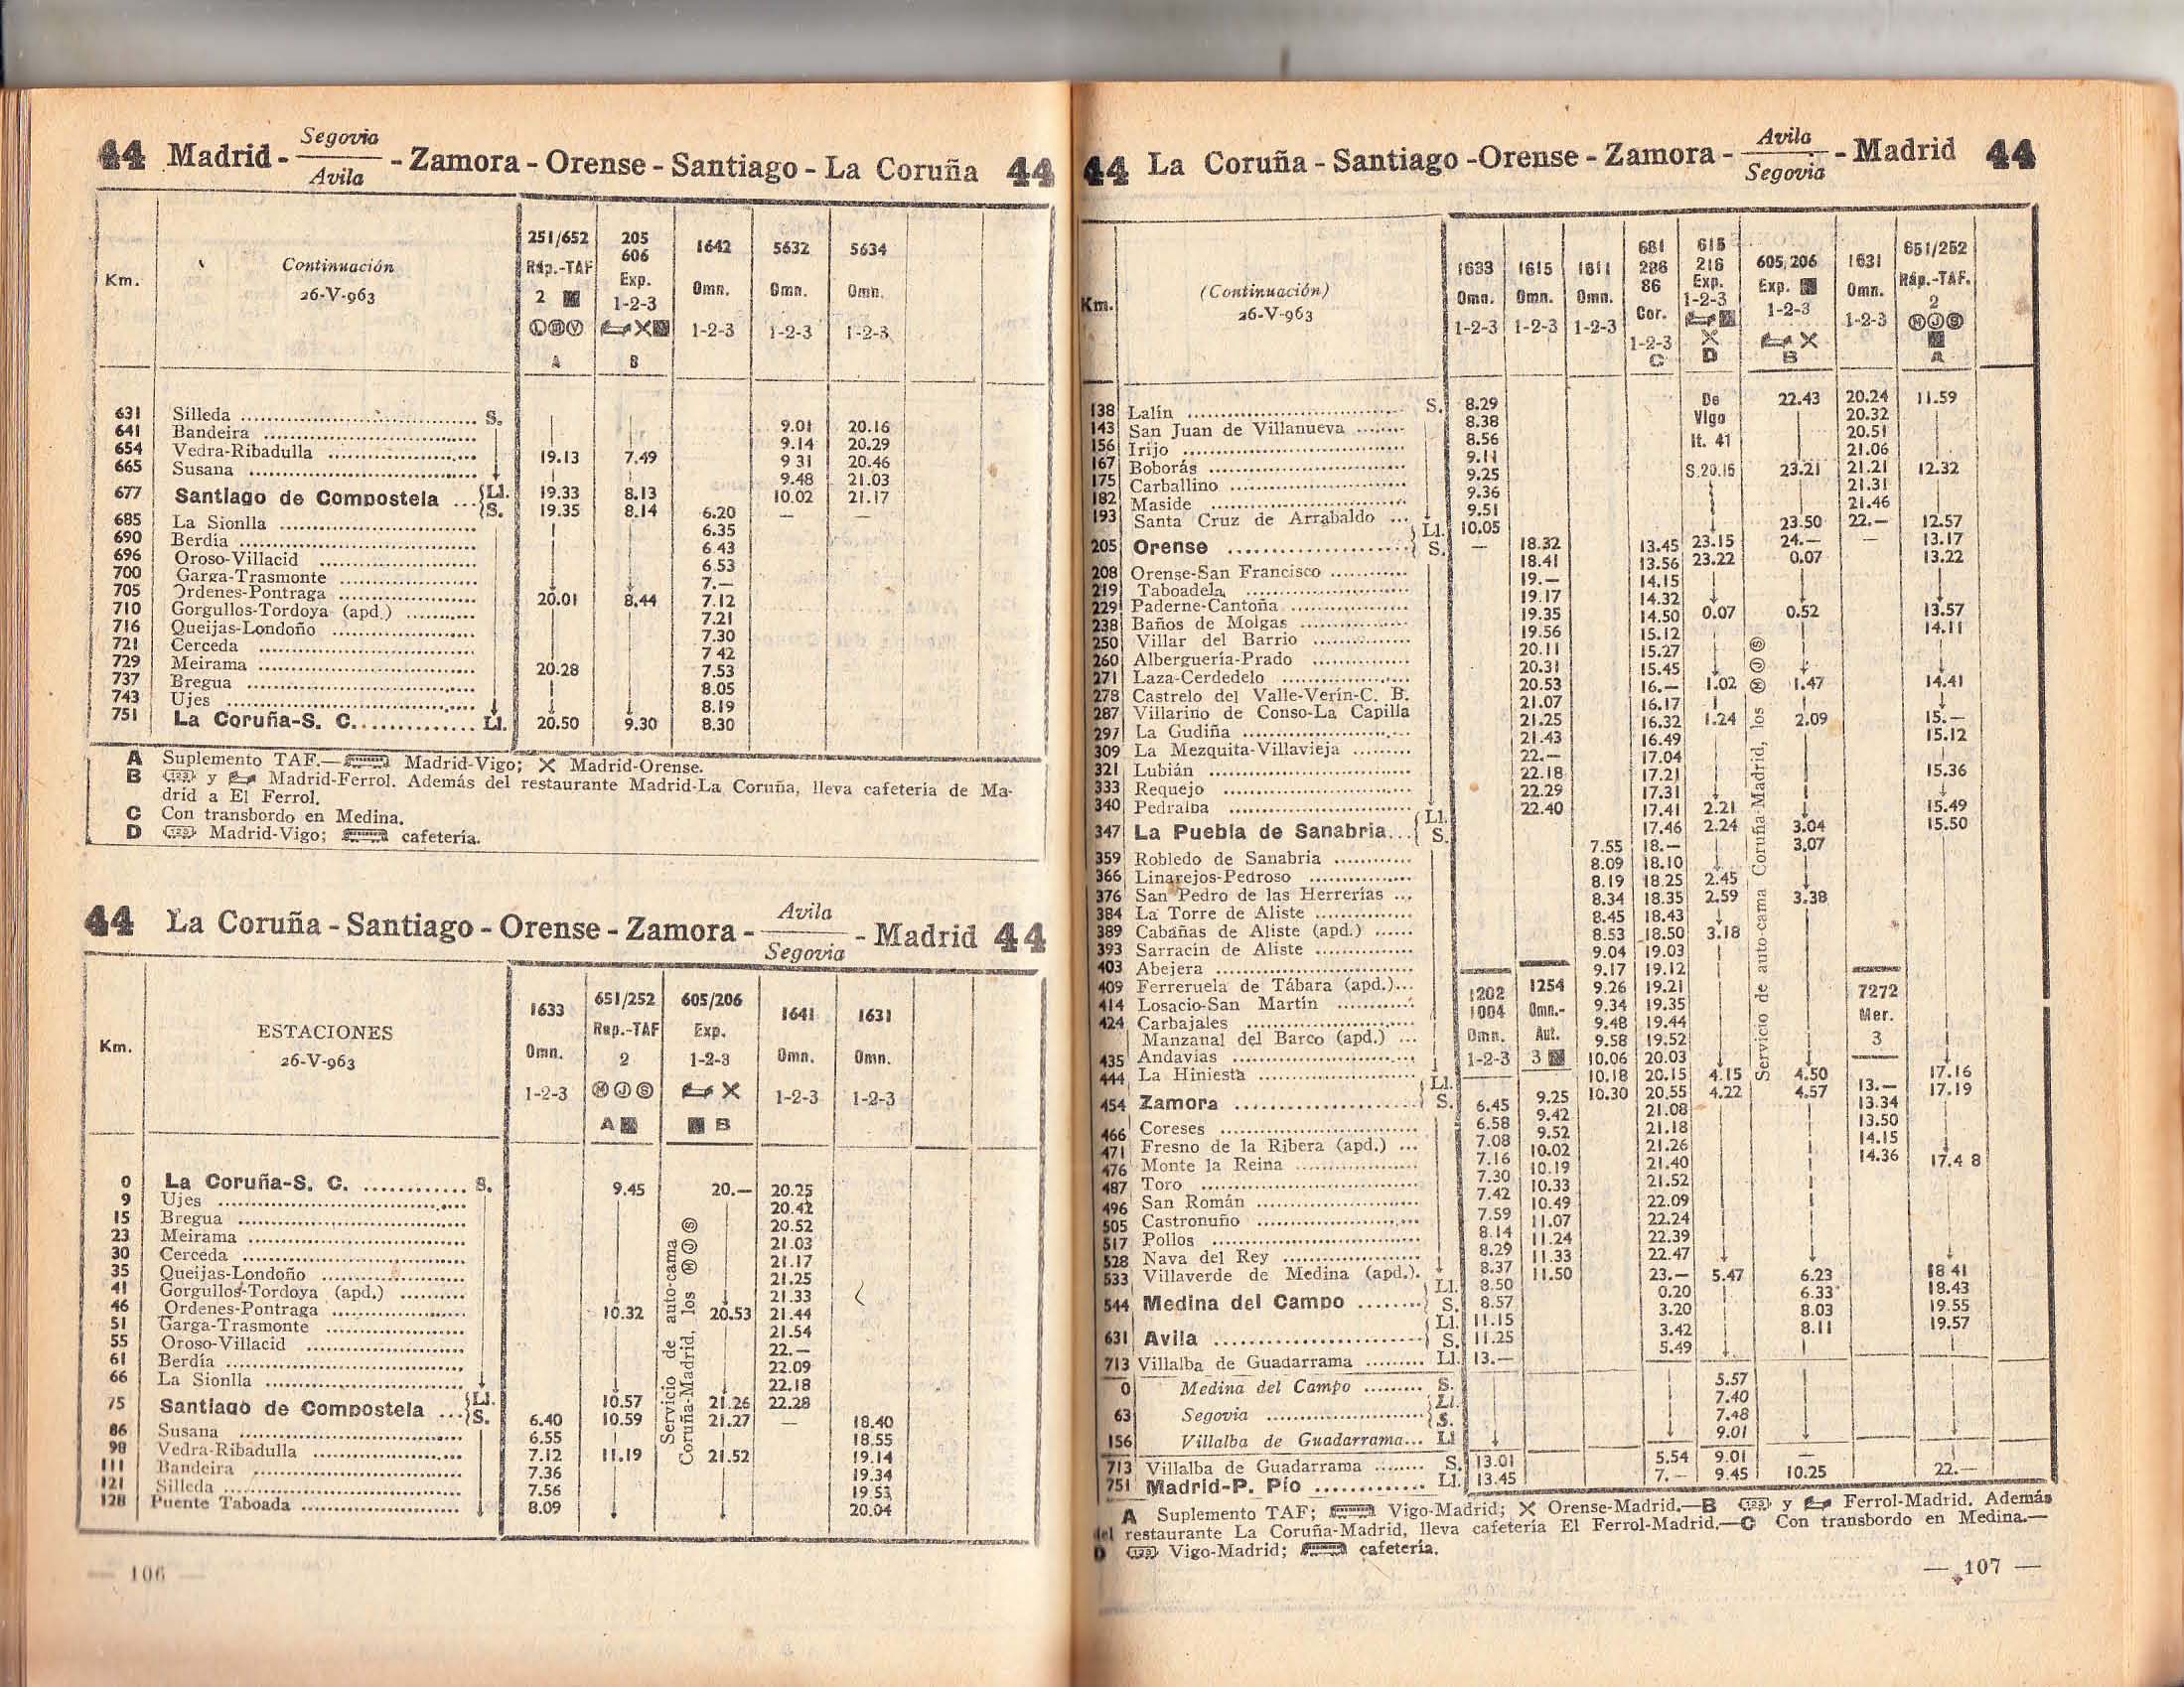 44 Madrid - Segovia / Avila - Zamora - Orense - Santiago - La Coruña 44
Km. Continuación 26-V-963
251/652 Ráp.-TAF 2 Ⓛ Ⓜ Ⓥ A
205 606 Exp. 1-2-3 B
1642 Omn. 1-2-3
5632 Omn. 1-2-3
5634 Omn. 1-2-3
631 Silleda S. 9.01 20.16
641 Bandeira 9.14 20.29
654 Vedra-Ribadulla 19.13 7.49 9 31 20.46
665 Susana 9.48 21.03
677 Santiago de Compostela Ll. 19.33 8.13 10.02 21.17
S. 19.35 8.14 6.20 — —
685 La Sionlla 6.35
690 Berdía 6 43
696 Oroso-Villacid 6 53
700 Garga-Trasmonte 7.—
705 Ordenes-Pontraga 20.01 8.44 7.12
710 Gorgullos-Tordoya (apd.) 7.21
716 Queijas-Londoño 7.30
721 Cerceda 7 42
729 Meirama 20.28 7.53
737 Bregua 8.05
743 Ujes 8.19
751 La Coruña-S. C. Ll. 20.50 9.30 8.30
A Suplemento TAF.— Madrid-Vigo; Madrid-Orense.
B 123 y Madrid-Ferrol. Además del restaurante Madrid-La Coruña, lleva cafetería de Ma-
drid a El Ferrol.
C Con transbordo en Medina.
D 123 Madrid-Vigo; cafetería.
44 La Coruña - Santiago - Orense - Zamora - Avila / Segovia - Madrid 44
Km. ESTACIONES 26-V-963
1633 Omn. 1-2-3
651/252 Rap.-TAF 2 Ⓜ Ⓙ Ⓢ A
605/206 Exp. 1-2-3 B
1641 Omn. 1-2-3
1631 Omn. 1-2-3
Servicio de auto-cama Coruña-Madrid, los Ⓜ Ⓙ Ⓢ
0 La Coruña-S. C. S. 9.45 20.— 20.25
9 Ujes 20.42
15 Bregua 20.52
23 Meirama 21.03
30 Cerceda 21.17
35 Queijas-Londoño 21.25
41 Gorgullos-Tordoya (apd.) 21.33
46 Ordenes-Pontraga 10.32 20.53 21.44
51 Garga-Trasmonte 21.54
55 Oroso-Villacid 22.—
61 Berdía 22.09
66 La Sionlla 22.18
75 Santiago de Compostela Ll. 10.57 21.26 22.28
S. 6.40 10.59 21.27 — 18.40
86 Susana 6.55 18.55
98 Vedra-Ribadulla 7.12 11.19 21.52 19.14
111 Bandeira 7.36 19.34
121 Silleda 7.56 19.53
128 Puente Taboada 8.09 20.04
— 106 —
44 La Coruña - Santiago -Orense - Zamora - Avila / Segovia - Madrid 44
Km. (Continuación) 26-V-963
1633 Omn. 1-2-3
1615 Omn. 1-2-3
1611 Omn. 1-2-3
681 286 86 Cor. 1-2-3 C
615 216 Exp. 1-2-3 D
605, 206 Exp. 1-2-3 B
1631 Omn. 1-2-3
651/252 Ráp.-TAF. 2 Ⓜ Ⓙ Ⓢ A
138 Lalín S. 8.29 De 22.43 20.24 11.59
143 San Juan de Villanueva 8.38 Vigo 20.32
156 Irijo 8.56 It. 41 20.51
167 Boborás 9.11 21.06
175 Carballino 9.25 S.20.15 23.21 21.21 12.32
182 Maside 9.36 21.31
193 Santa Cruz de Arrabaldo 9.51 21.46
205 Orense Ll. 10.05 23.50 22.— 12.57
S. — 18.32 13.45 23.15 24.— — 13.17
208 Orense-San Francisco 18.41 13.56 23.22 0.07 13.22
219 Taboadela 19.— 14.15
229 Paderne-Cantoña 19.17 14.32
238 Baños de Molgas 19.35 14.50 0.07 0.52 13.57
250 Villar del Barrio 19.56 15.12 14.11
260 Alberguería-Prado 20.11 15.27
271 Laza-Cerdedelo 20.31 15.45
278 Castrelo del Valle-Verín-C. B. 20.53 16.— 1.02 1.47 14.41
287 Villarino de Conso-La Capilla 21.07 16.17
297 La Gudiña 21.25 16.32 1.24 2.09 15.—
309 La Mezquita-Villavieja 21.43 16.49 15.12
321 Lubián 22.— 17.04
333 Requejo 22.18 17.21 15.36
340 Pedralba 22.29 17.31
347 La Puebla de Sanabria Ll. 22.40 17.41 2.21 15.49
S. 17.46 2.24 3.04 15.50
359 Robledo de Sanabria 7.55 18.— 3.07
366 Linarejos-Pedroso 8.09 18.10
376 San Pedro de las Herrerías 8.19 18 25 2.45
384 La Torre de Aliste 8.34 18.35 2.59 3.38
389 Cabañas de Aliste (apd.) 8.45 18.43
393 Sarracín de Aliste 8.53 18.50 3.18
403 Abejera 9.04 19.03
409 Ferreruela de Tábara (apd.) 9.17 19.12
414 Losacio-San Martín 9.26 19.21
424 Carbajales 9.34 19.35
Manzanal del Barco (apd.) 9.48 19.44
435 Andavías 9.58 19.52
444 La Hiniesta 10.06 20.03
1202 1004 Omn. 1-2-3
1254 Omn.- Aut. 3
7272 Mer. 3
Servicio de auto-cama Coruña-Madrid, los Ⓜ Ⓙ Ⓢ
454 Zamora Ll. 10.18 20.15 4.15 4.50 17.16
S. 6.45 9.25 10.30 20.55 4.22 4.57 13.— 17.19
466 Coreses 6.58 9.42 21.08 13.34
471 Fresno de la Ribera (apd.) 7.08 9.52 21.18 13.50
476 Monte la Reina 7.16 10.02 21.26 14.15
487 Toro 7.30 10.19 21.40 14.36 17.4 8
496 San Román 7.42 10.33 21.52
505 Castronuño 7.59 10.49 22.09
517 Pollos 8 14 11.07 22.24
528 Nava del Rey 8.29 11.24 22.39
533 Villaverde de Medina (apd.). 8.37 11.33 22.47
544 Medina del Campo Ll. 8.50 11.50 23.— 5.47 6.23 18 41
S. 8.57 0.20 6.33 18.43
631 Avila Ll. 11.15 3.20 8.03 19.55
S. 11.25 3.42 8.11 19.57
713 Villalba de Guadarrama Ll. 13.— 5.49
0 Medina del Campo S. 5.57
63 Segovia Ll. 7.40
S. 7.48
156 Villalba de Guadarrama Ll 9.01
713 Villalba de Guadarrama S. 13.01 5.54 9.01 —
751 Madrid-P. Pío Ll. 13.45 7.— 9.45 10.25 22.—
A Suplemento TAF; Vigo-Madrid; Orense-Madrid.—B 123 y Ferrol-Madrid. Además
del restaurante La Coruña-Madrid, lleva cafetería El Ferrol-Madrid.—C Con transbordo en Medina.—
D 123 Vigo-Madrid; cafetería.
— 107 —